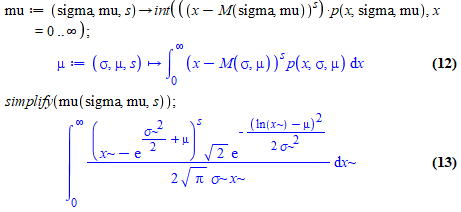 mu := (sigma, mu, s) → int(((x − M(sigma, mu))^s)·p(x, sigma, mu), x
= 0 .. ∞);
μ := (σ, μ, s) ↦ ∫_0^∞ (x − M(σ, μ))^s p(x, σ, μ) dx (12)
simplify(mu(sigma, mu, s));
∫_0^∞ ((x~ − e^(σ~^2/2 + μ))^s √2 e^(−(ln(x~) − μ)^2/(2 σ~^2)))/(2 √π σ~ x~) dx~ (13)